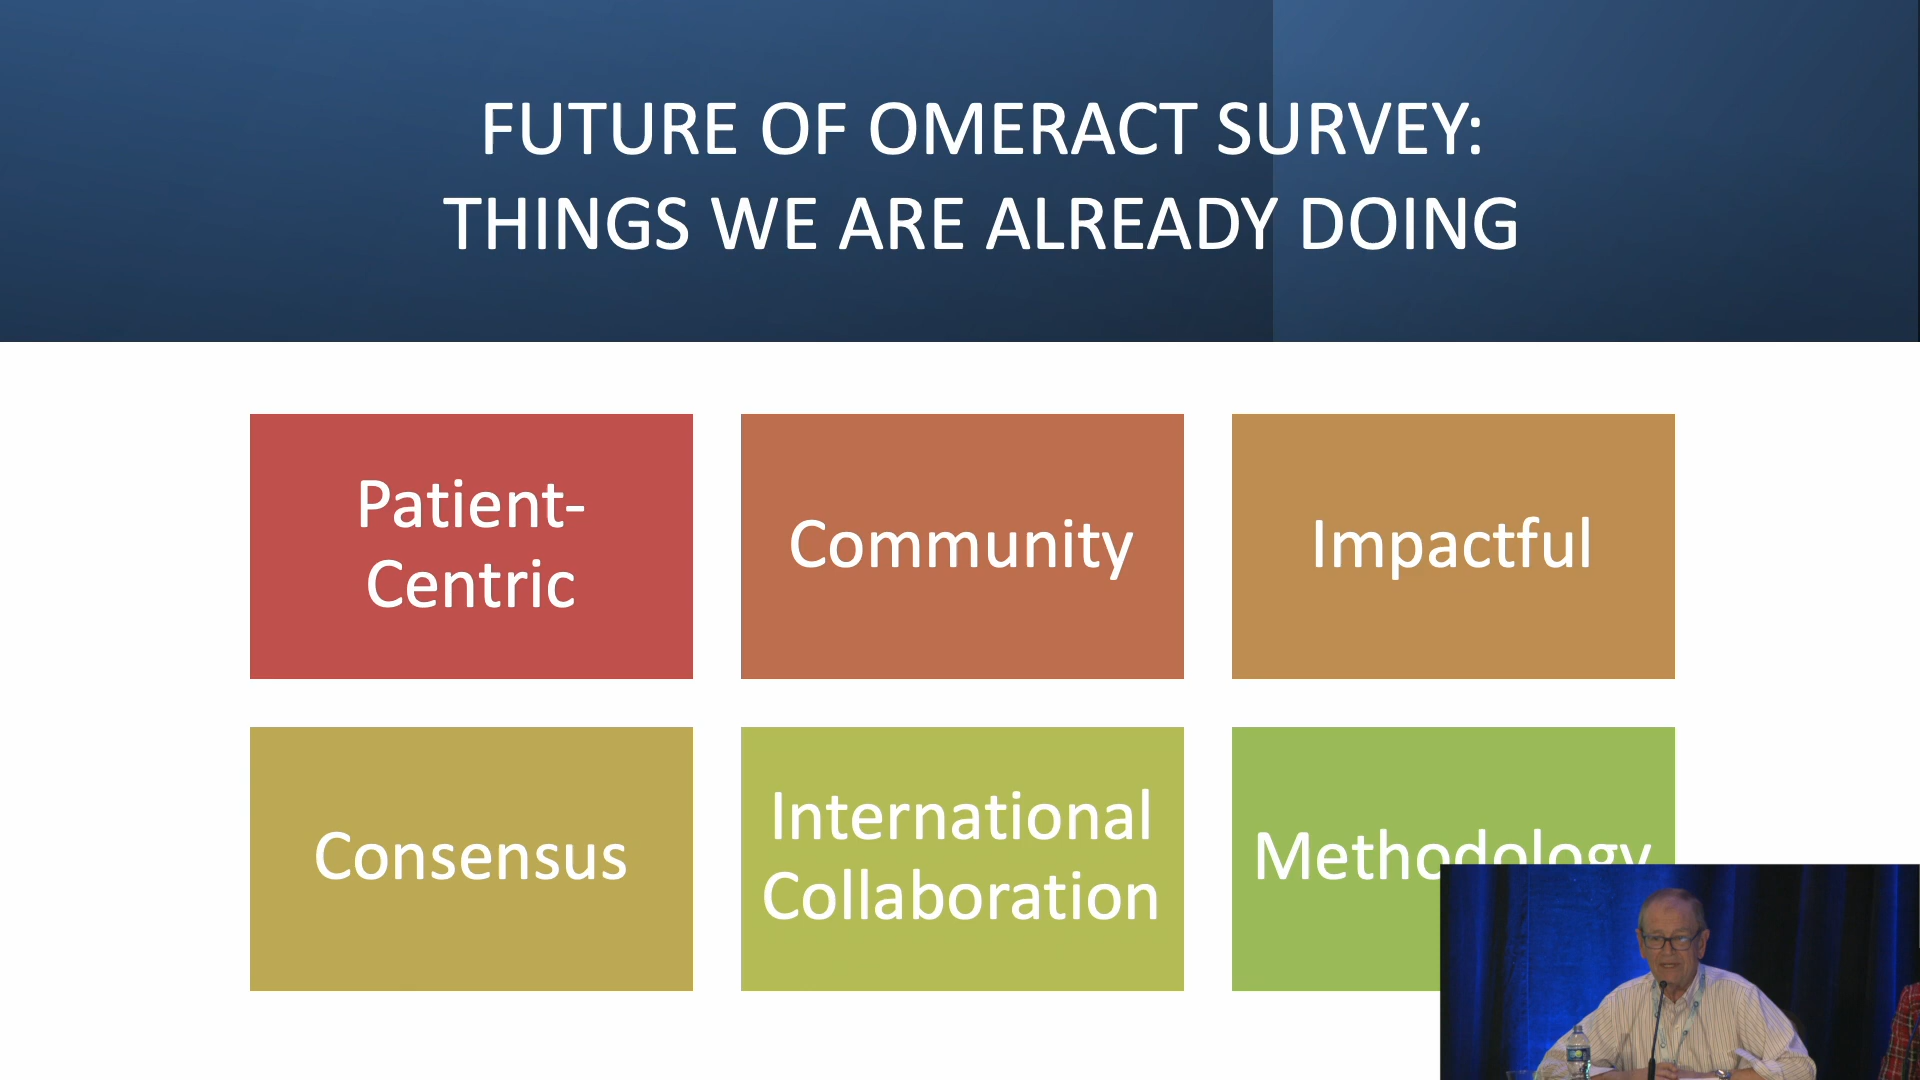 FUTURE OF OMERACT SURVEY:
THINGS WE ARE ALREADY DOING
Patient-
Centric
Community
Impactful
Consensus
International
Collaboration
Methodology